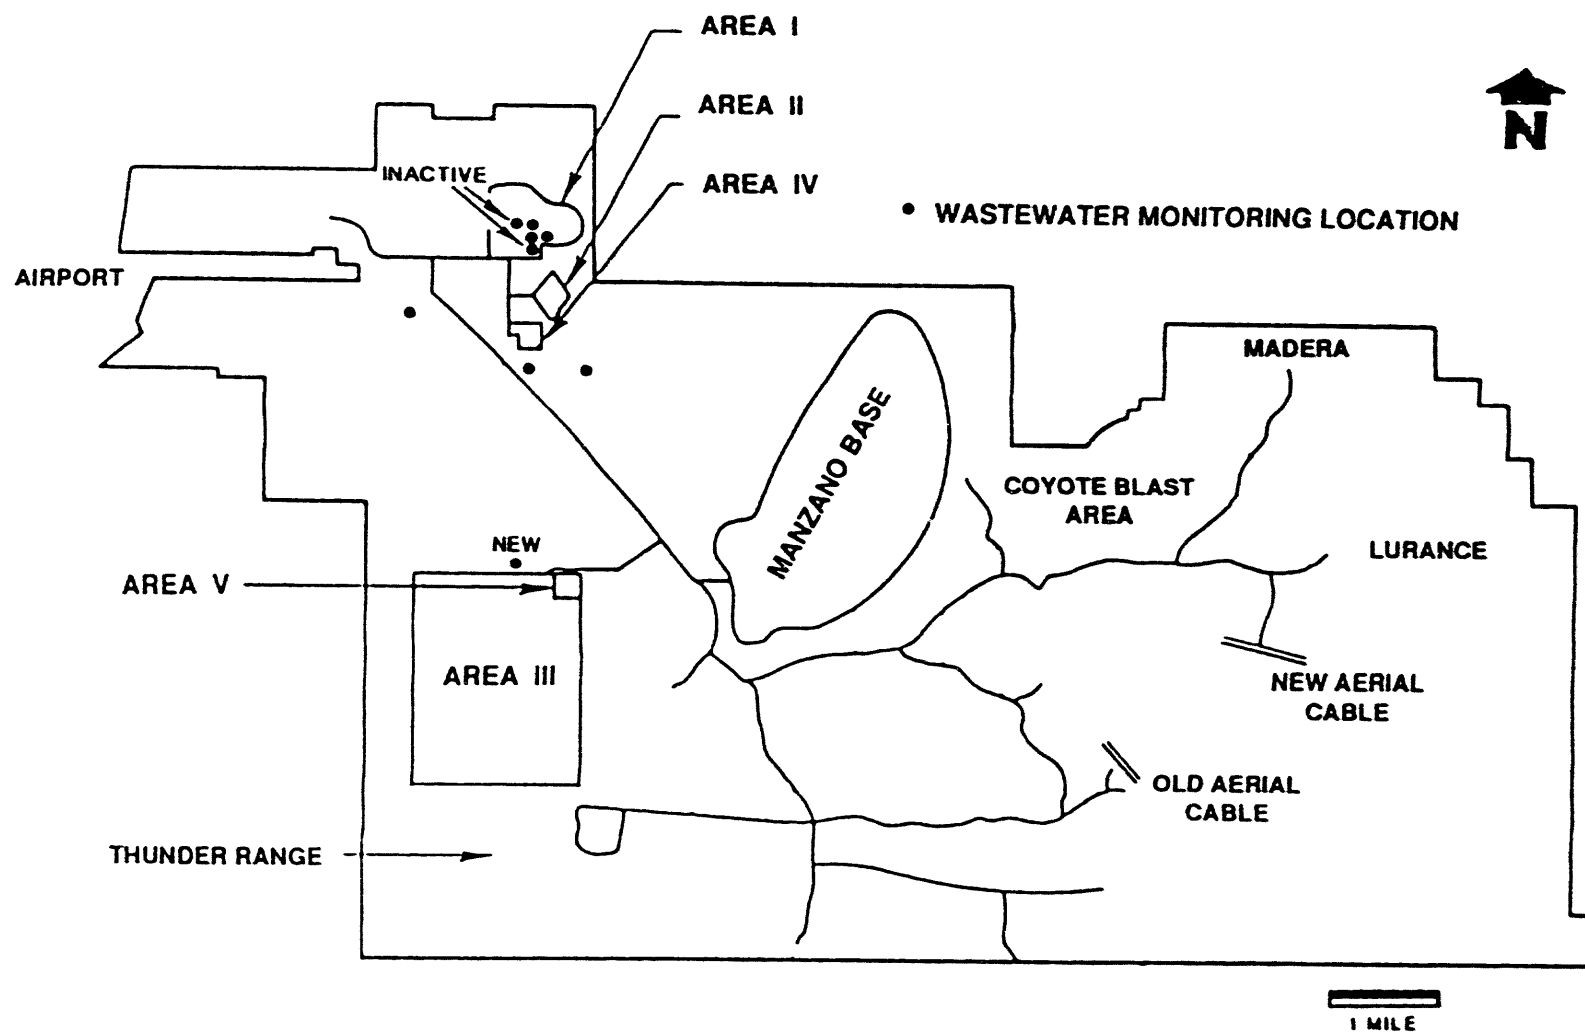 AREA I
AREA II
INACTIVE
AREA IV
N
WASTEWATER MONITORING LOCATION
AIRPORT
MADERA
MANZANO BASE
COYOTE BLAST
AREA
NEW
LURANCE
AREA V
AREA III
NEW AERIAL
CABLE
OLD AERIAL
CABLE
THUNDER RANGE
1 MILE